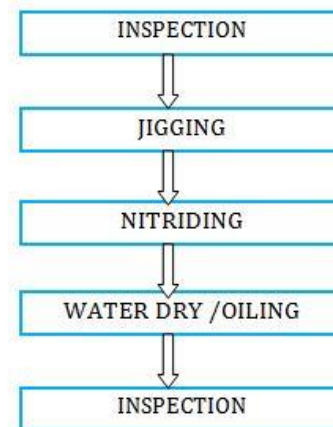 INSPECTION
JIGGING
NITRIDING
WATER DRY /OILING
INSPECTION